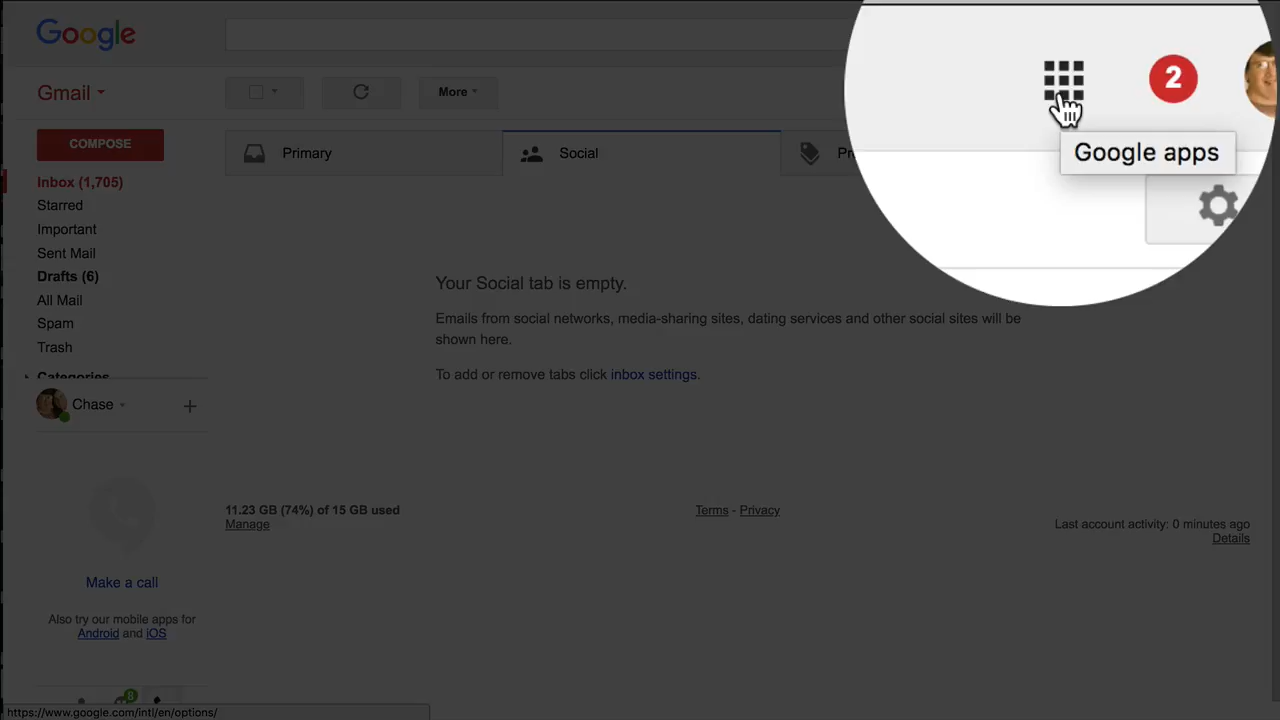 Google
2
Google apps
Gmail
More
COMPOSE
Primary
Social
Inbox (1,705)
Starred
Important
Sent Mail
Drafts (6)
All Mail
Spam
Trash
Categories
Your Social tab is empty.
Emails from social networks, media-sharing sites, dating services and other social sites will be
shown here.
To add or remove tabs click inbox settings.
Chase
11.23 GB (74%) of 15 GB used
Manage
Terms - Privacy
Last account activity: 0 minutes ago
Details
Make a call
Also try our mobile apps for
Android and iOS
8
https://www.google.com/intl/en/options/